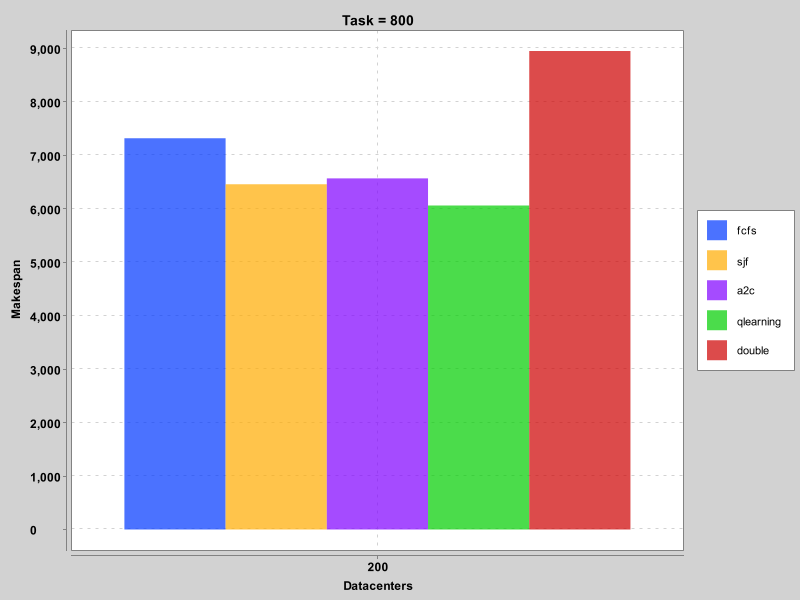 Task = 800
9,000
8,000
7,000
6,000
5,000
4,000
3,000
2,000
1,000
0
Makespan
200
Datacenters
fcfs
sjf
a2c
qlearning
double